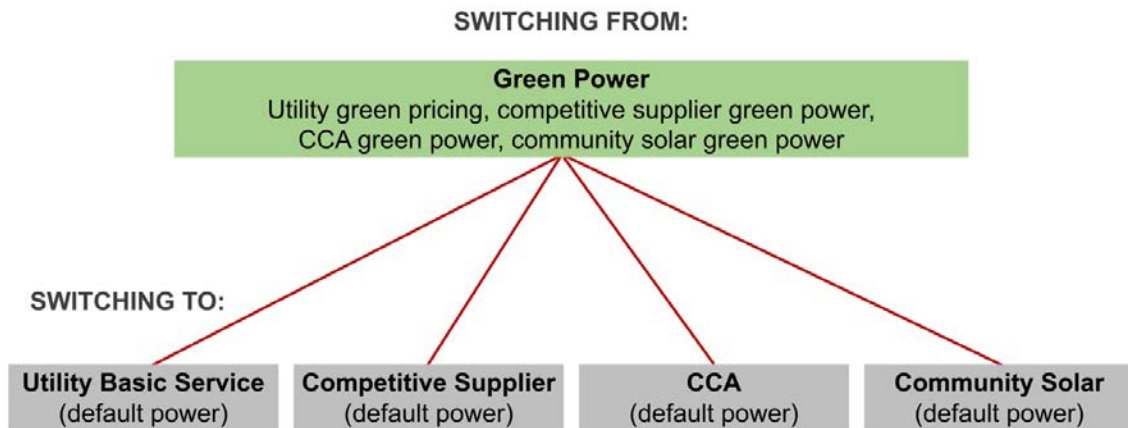 SWITCHING FROM:
Green Power
Utility green pricing, competitive supplier green power,
CCA green power, community solar green power
SWITCHING TO:
Utility Basic Service
(default power)
Competitive Supplier
(default power)
CCA
(default power)
Community Solar
(default power)